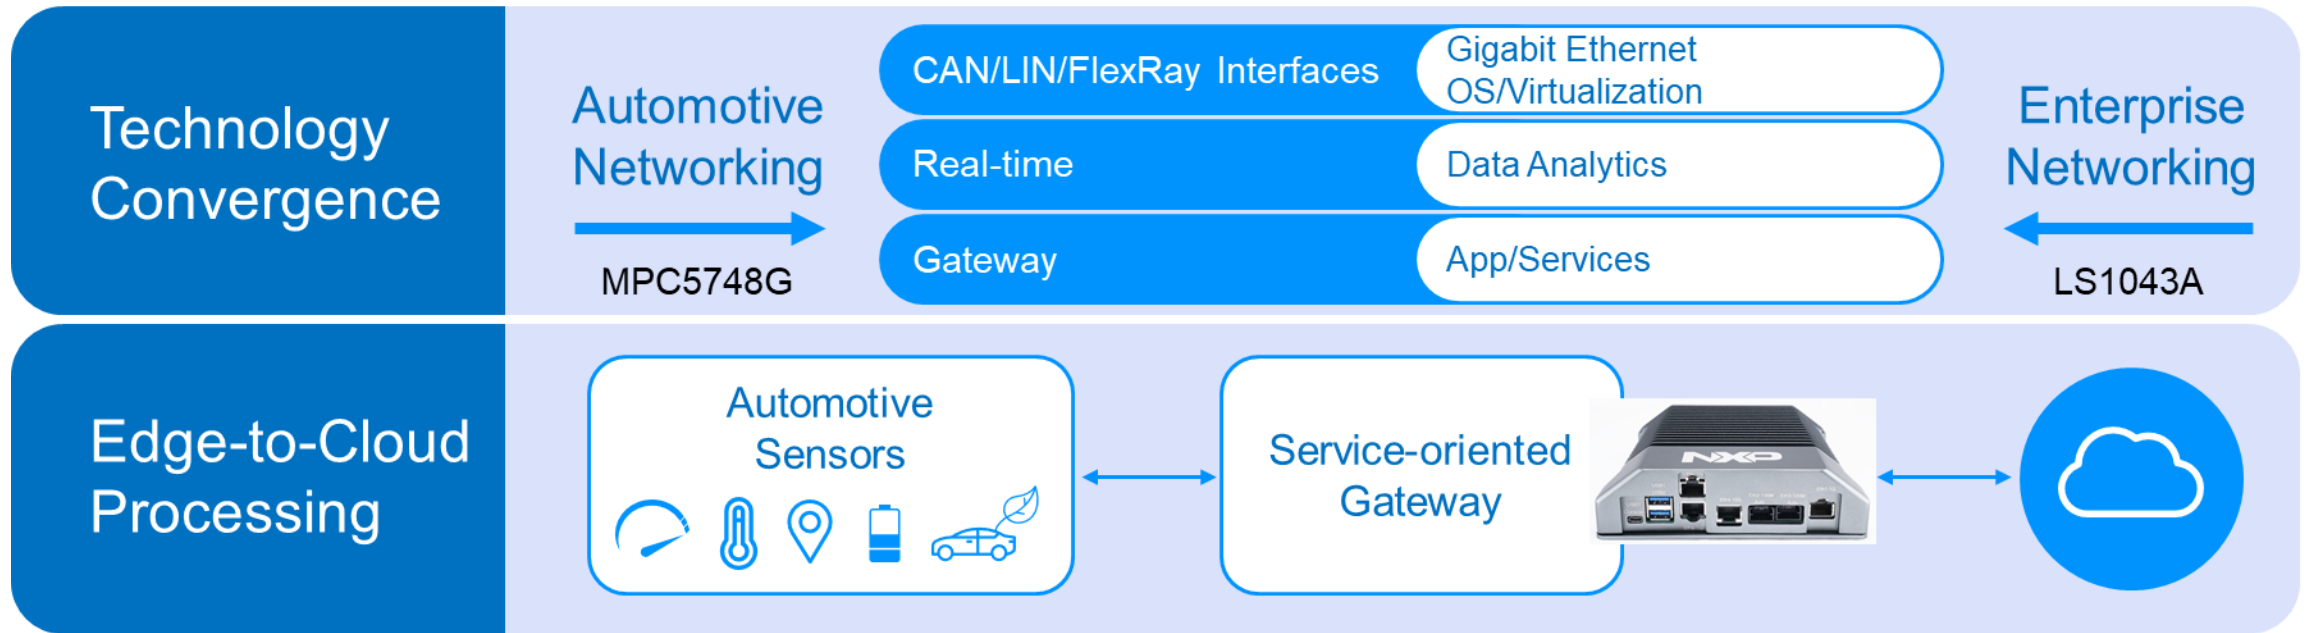 Technology
Convergence
Automotive
Networking
MPC5748G
CAN/LIN/FlexRay Interfaces
Gigabit Ethernet
OS/Virtualization
Real-time
Data Analytics
Gateway
App/Services
Enterprise
Networking
LS1043A
Edge-to-Cloud
Processing
Automotive
Sensors
Service-oriented
Gateway
NXP